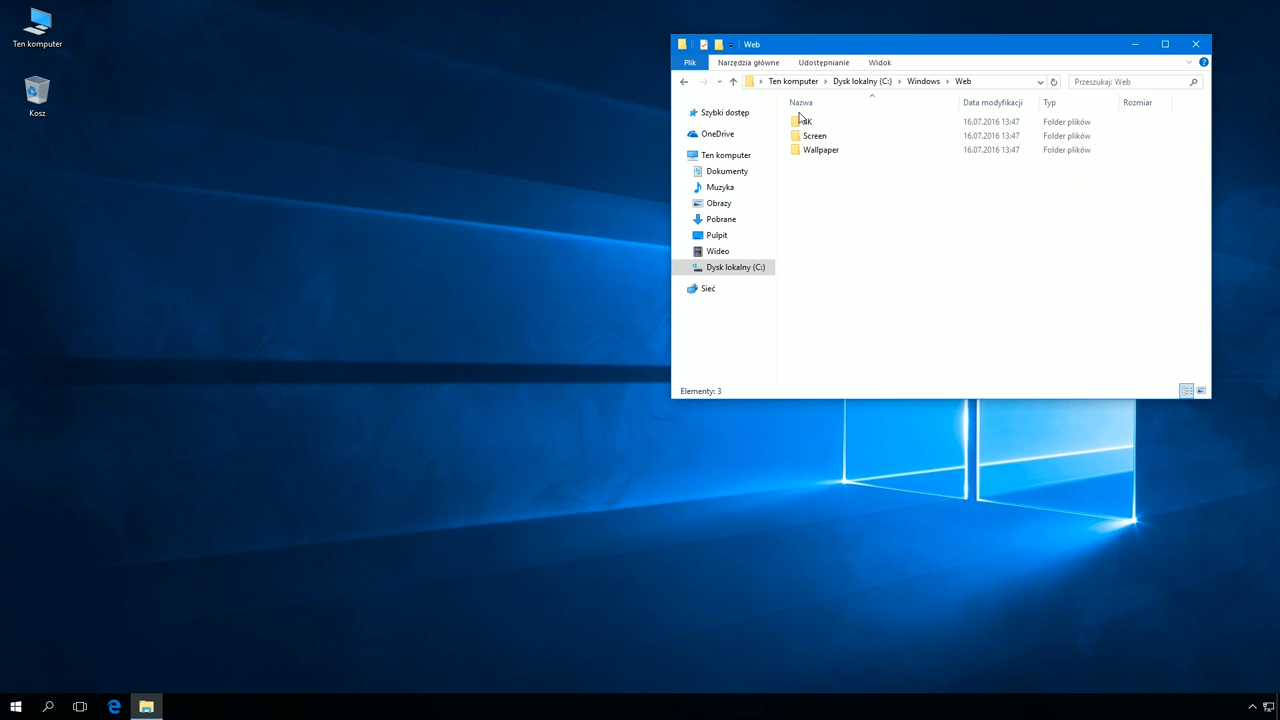 Ten komputer
Kosz
Web
Plik Narzędzia główne Udostępnianie Widok
Ten komputer Dysk lokalny (C:) Windows Web Przeszukaj: Web
Nazwa Data modyfikacji Typ Rozmiar
Szybki dostęp
OneDrive
Ten komputer
Dokumenty
Muzyka
Obrazy
Pobrane
Pulpit
Wideo
Dysk lokalny (C:)
Sieć
4K 16.07.2016 13:47 Folder plików
Screen 16.07.2016 13:47 Folder plików
Wallpaper 16.07.2016 13:47 Folder plików
Elementy: 3